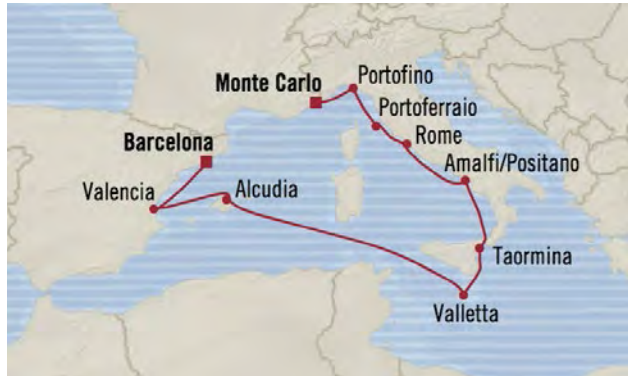 Portofino
Monte Carlo
Portoferraio
Rome
Barcelona
Amalfi/Positano
Valencia
Alcudia
Taormina
Valletta